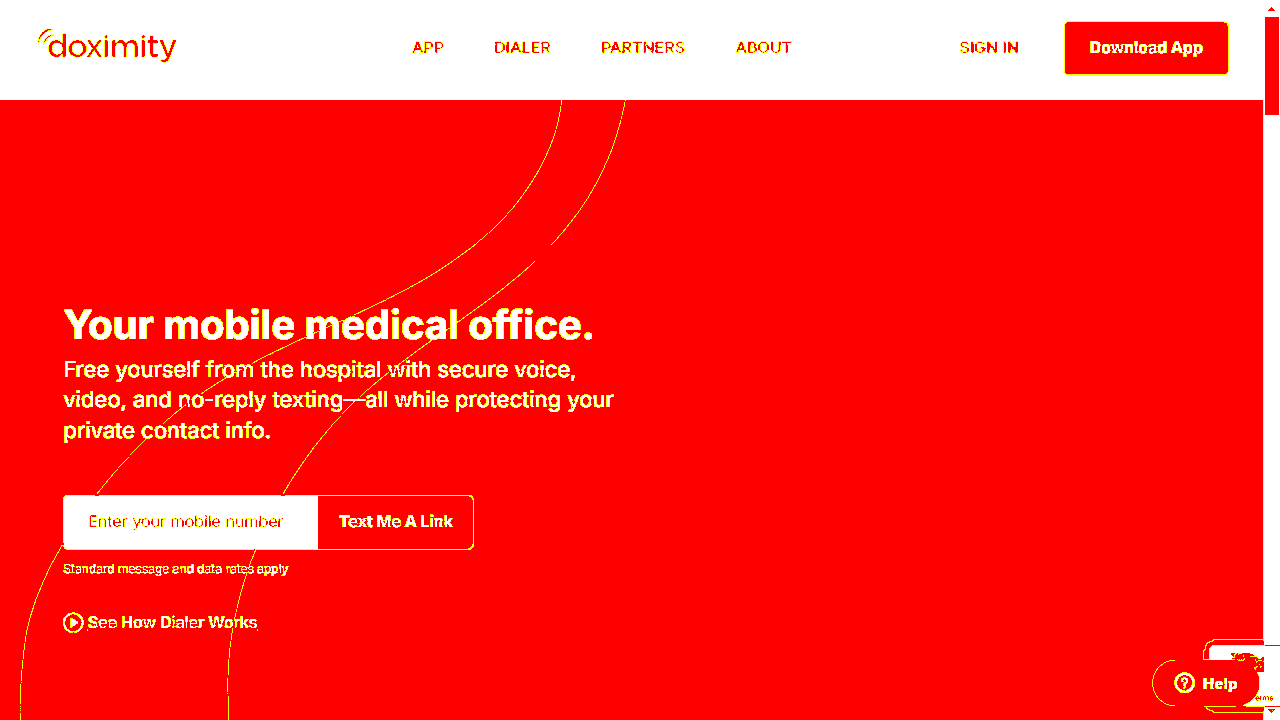 doximity
APP DIALER PARTNERS ABOUT SIGN IN Download App
Your mobile medical office.
Free yourself from the hospital with secure voice,
video, and no-reply texting—all while protecting your
private contact info.
Enter your mobile number Text Me A Link
Standard message and data rates apply
See How Dialer Works
Help